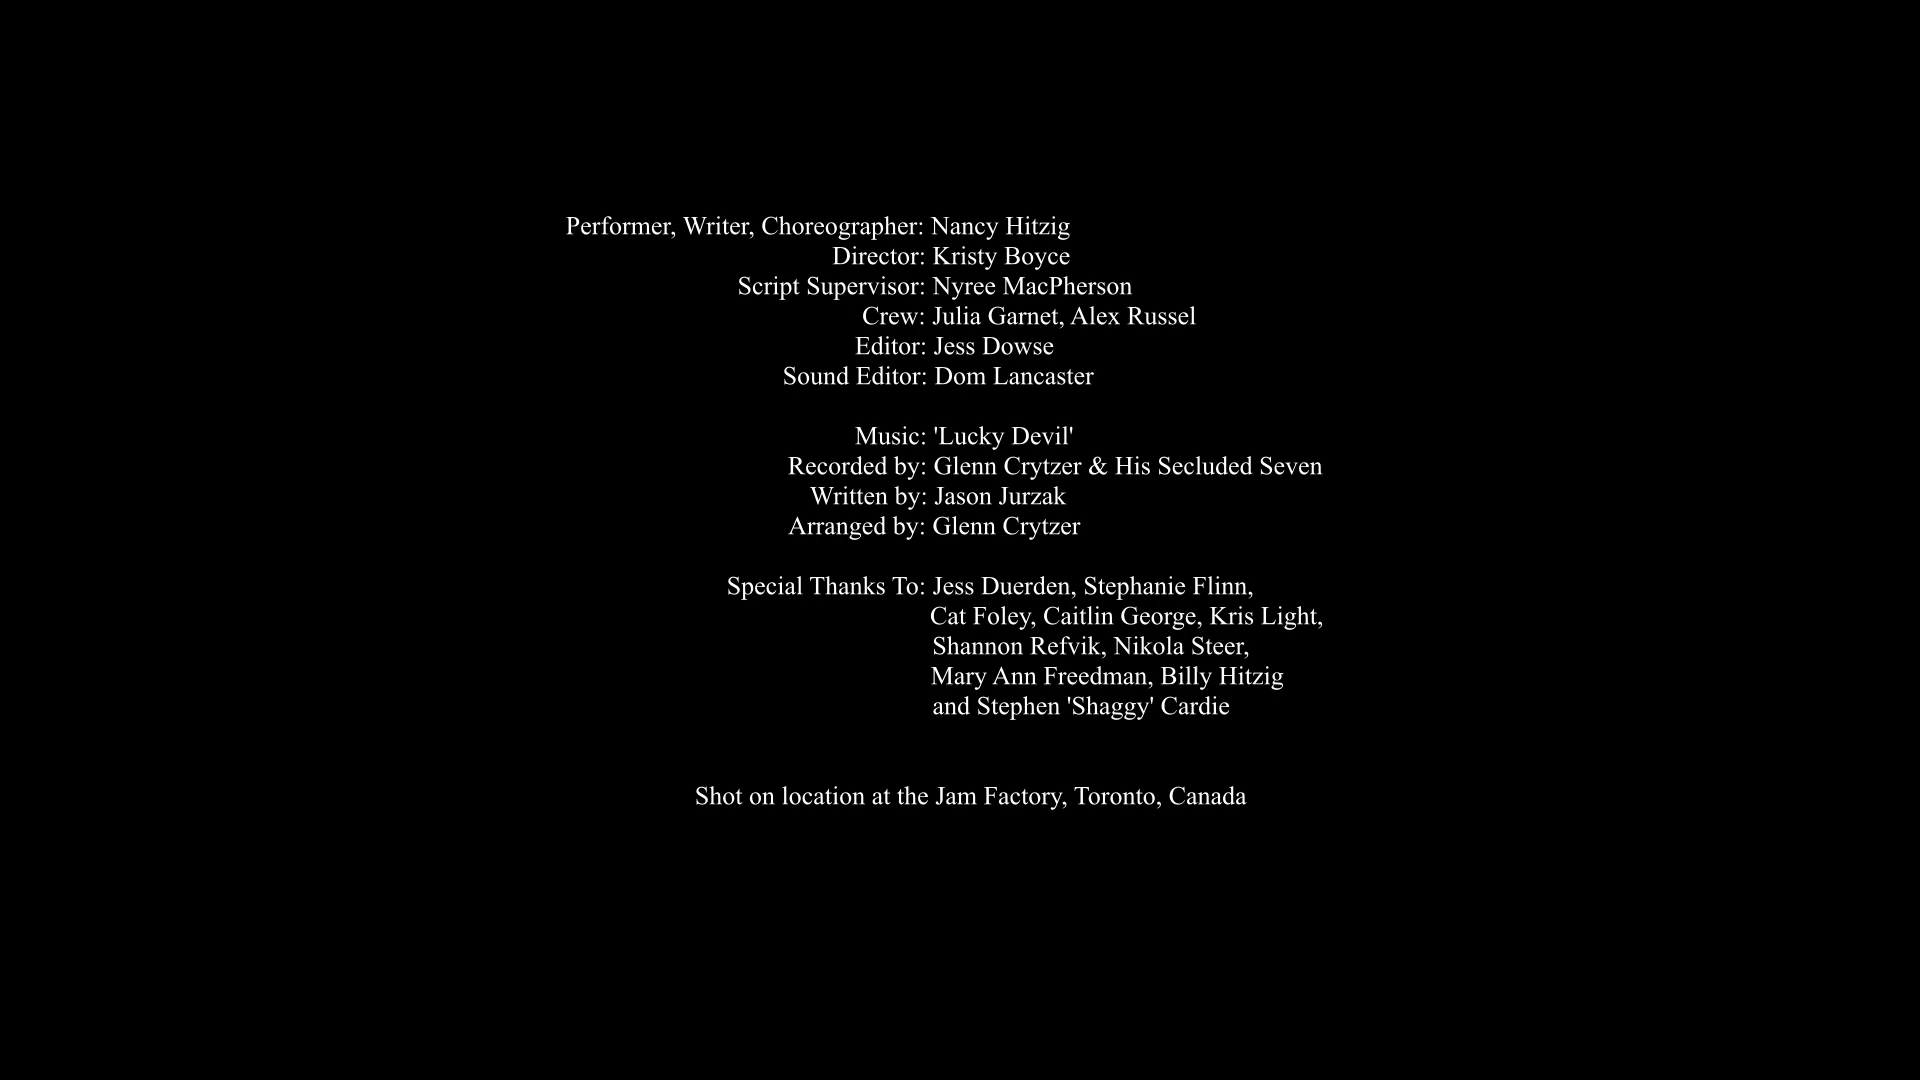 Performer, Writer, Choreographer: Nancy Hitzig
Director: Kristy Boyce
Script Supervisor: Nyree MacPherson
Crew: Julia Garnet, Alex Russel
Editor: Jess Dowse
Sound Editor: Dom Lancaster
Music: 'Lucky Devil'
Recorded by: Glenn Crytzer & His Secluded Seven
Written by: Jason Jurzak
Arranged by: Glenn Crytzer
Special Thanks To: Jess Duerden, Stephanie Flinn,
Cat Foley, Caitlin George, Kris Light,
Shannon Refvik, Nikola Steer,
Mary Ann Freedman, Billy Hitzig
and Stephen 'Shaggy' Cardie
Shot on location at the Jam Factory, Toronto, Canada